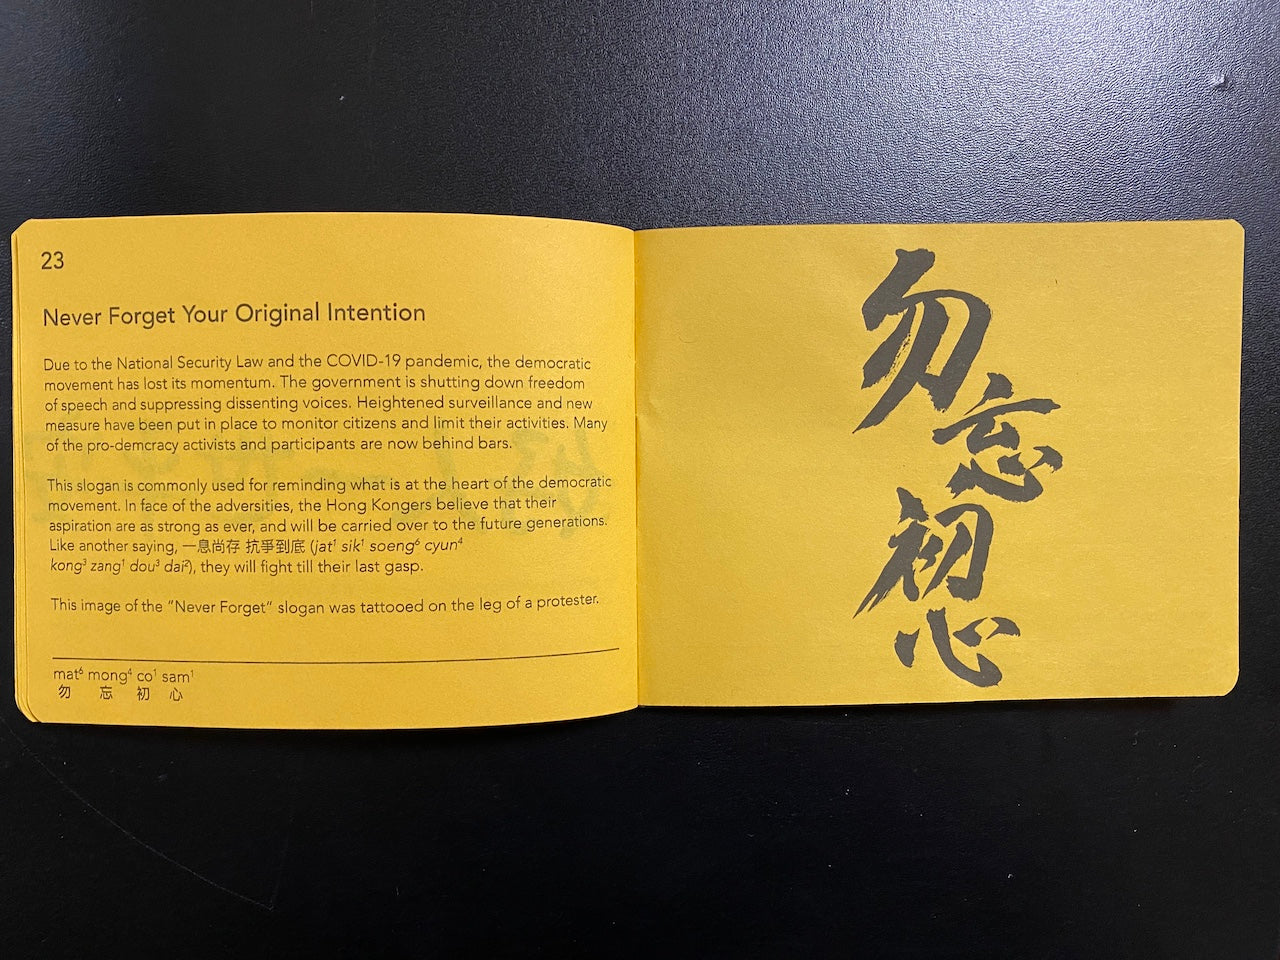 23
Never Forget Your Original Intention
Due to the National Security Law and the COVID-19 pandemic, the democratic
movement has lost its momentum. The government is shutting down freedom
of speech and suppressing dissenting voices. Heightened surveillance and new
measure have been put in place to monitor citizens and limit their activities. Many
of the pro-demcracy activists and participants are now behind bars.
This slogan is commonly used for reminding what is at the heart of the democratic
movement. In face of the adversities, the Hong Kongers believe that their
aspiration are as strong as ever, and will be carried over to the future generations.
Like another saying, 一息尚存 抗爭到底 (jat¹ sik¹ soeng⁶ cyun⁴
kong³ zang¹ dou³ dai²), they will fight till their last gasp.
This image of the "Never Forget" slogan was tattooed on the leg of a protester.
mat⁶ mong⁴ co¹ sam¹
勿 忘 初 心
勿
忘
初
心